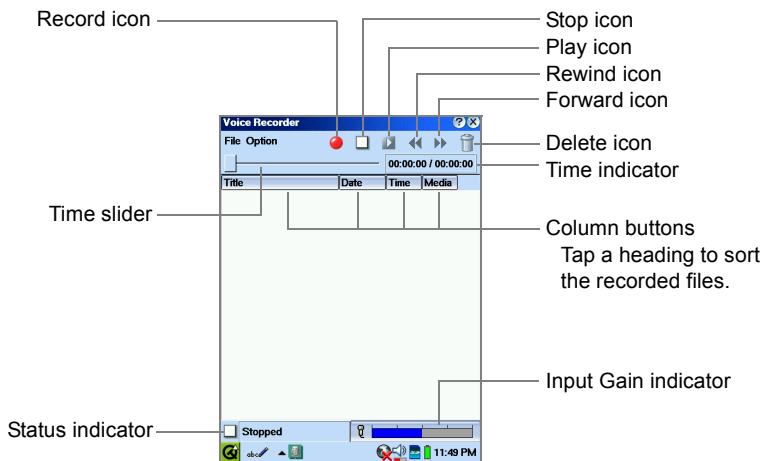 Record icon
Stop icon
Play icon
Rewind icon
Forward icon
Voice Recorder
File Option
Delete icon
00:00:00 / 00:00:00
Time indicator
Title Date Time Media
Time slider
Column buttons
Tap a heading to sort
the recorded files.
Input Gain indicator
Status indicator
Stopped
abc
11:49 PM